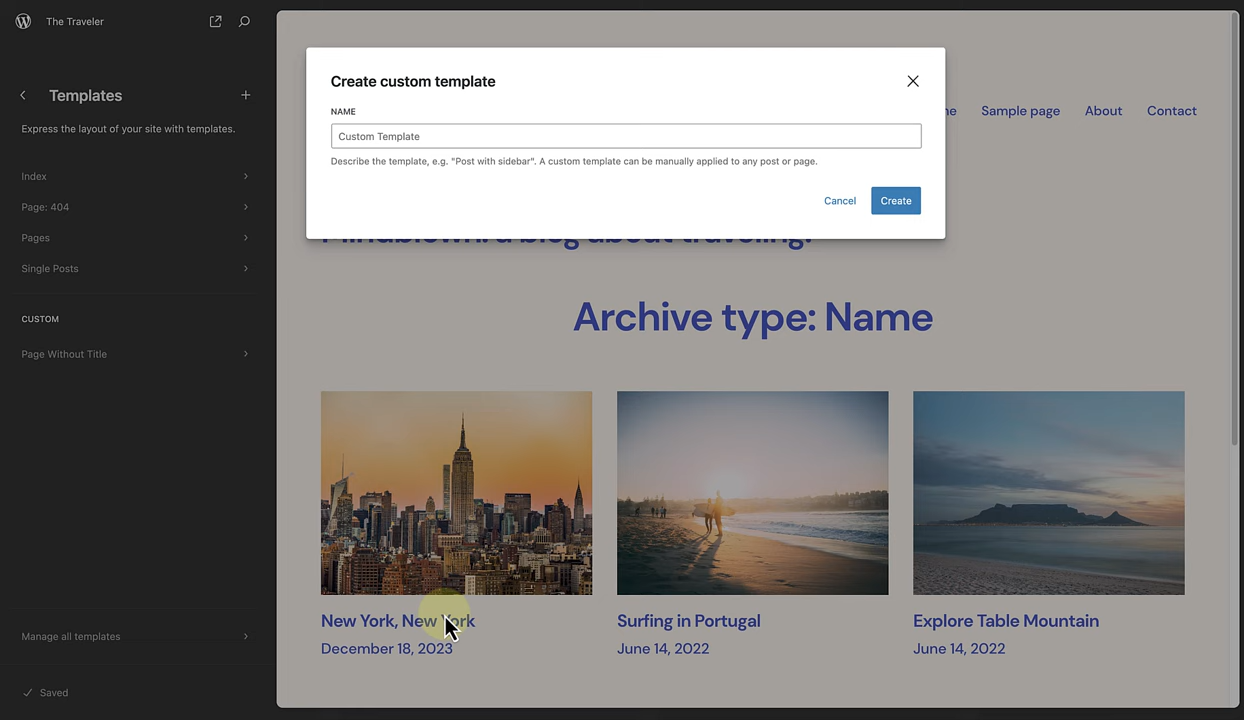 The Traveler
Templates
Express the layout of your site with templates.
Index
Page: 404
Pages
Single Posts
CUSTOM
Page Without Title
Manage all templates
Saved
Create custom template
NAME
Custom Template
Describe the template, e.g. "Post with sidebar". A custom template can be manually applied to any post or page.
Cancel
Create
Sample page
About
Contact
Mindblown: a blog about traveling.
Archive type: Name
New York, New York
December 18, 2023
Surfing in Portugal
June 14, 2022
Explore Table Mountain
June 14, 2022